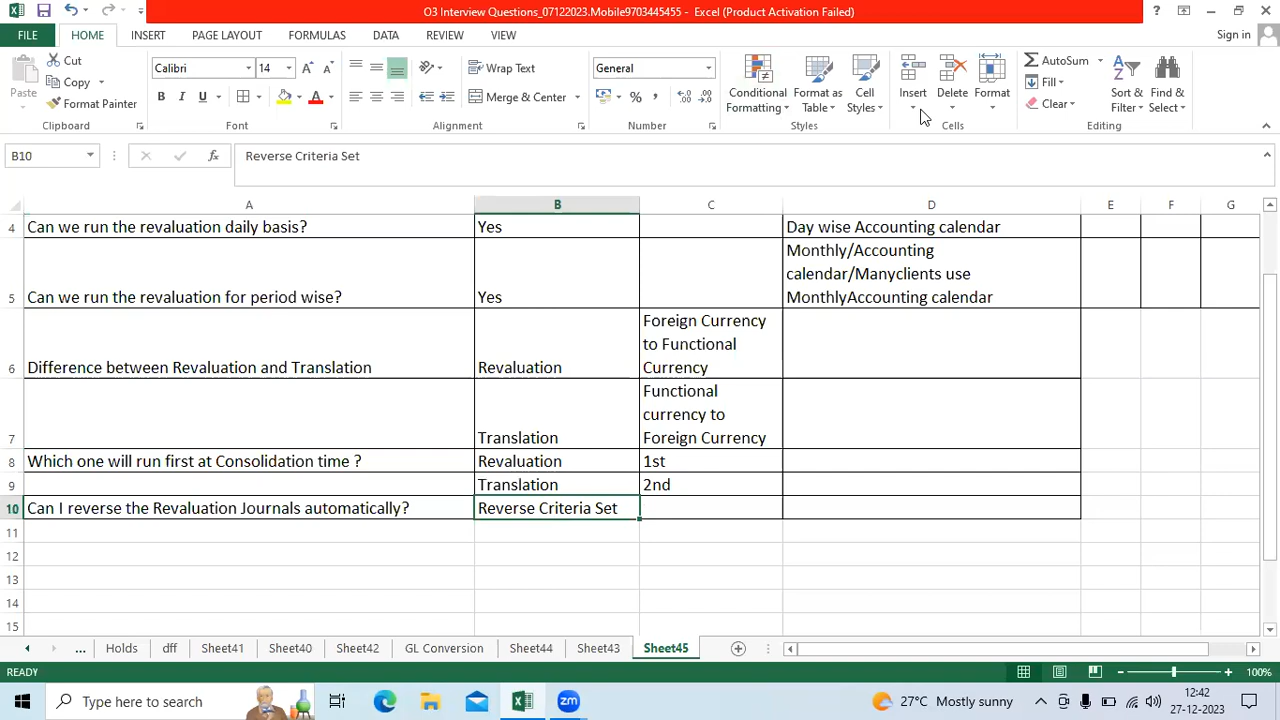 O3 Interview Questions_07122023.Mobile9703445455 - Excel (Product Activation Failed)
FILE HOME INSERT PAGE LAYOUT FORMULAS DATA REVIEW VIEW Sign in
Paste Cut Copy Format Painter Clipboard
Calibri 14 B I U A Font
Wrap Text Merge & Center Alignment
General % , Number
Conditional Formatting Format as Table Cell Styles Styles
Insert Delete Format Cells
AutoSum Fill Clear Sort & Filter Find & Select Editing
B10 fx Reverse Criteria Set
A B C D E F G
4 Can we run the revaluation daily basis? Yes Day wise Accounting calendar
Monthly/Accounting
calendar/Manyclients use
5 Can we run the revaluation for period wise? Yes MonthlyAccounting calendar
Foreign Currency
to Functional
6 Difference between Revaluation and Translation Revaluation Currency
Functional
currency to
7 Translation Foreign Currency
8 Which one will run first at Consolidation time ? Revaluation 1st
9 Translation 2nd
10 Can I reverse the Revaluation Journals automatically? Reverse Criteria Set
11
12
13
14
15
... Holds dff Sheet41 Sheet40 Sheet42 GL Conversion Sheet44 Sheet43 Sheet45
READY 100%
Type here to search 27°C Mostly sunny 12:42
27-12-2023